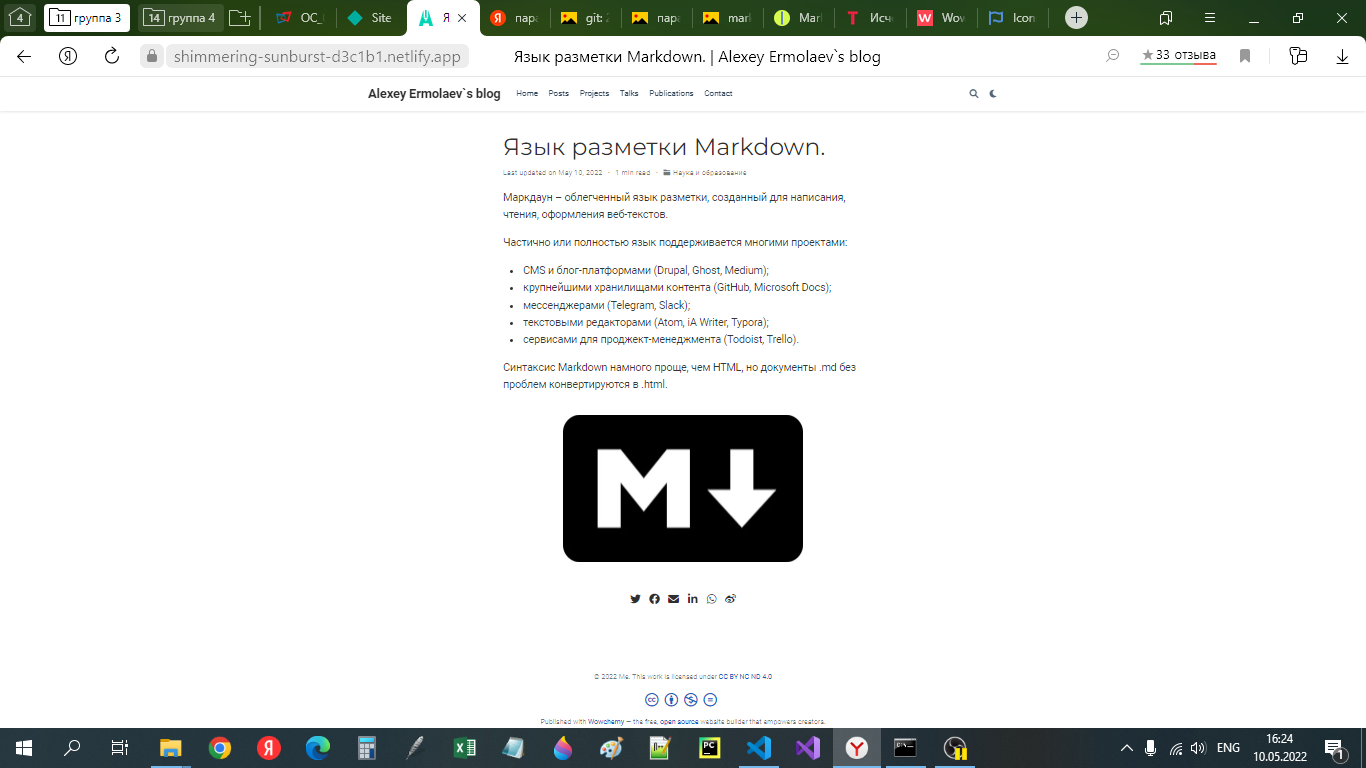 4
11 группа 3
14 группа 4
ОС_
Site
Я
пара
git: 2
пара
mark
Mark
Исч
Wow
Icon
shimmering-sunburst-d3c1b1.netlify.app
Язык разметки Markdown. | Alexey Ermolaev`s blog
33 отзыва
Alexey Ermolaev`s blog
Home Posts Projects Talks Publications Contact
Язык разметки Markdown.
Last updated on May 10, 2022 · 1 min read · Наука и образование
Маркдаун – облегченный язык разметки, созданный для написания,
чтения, оформления веб-текстов.
Частично или полностью язык поддерживается многими проектами:
• CMS и блог-платформами (Drupal, Ghost, Medium);
• крупнейшими хранилищами контента (GitHub, Microsoft Docs);
• мессенджерами (Telegram, Slack);
• текстовыми редакторами (Atom, iA Writer, Typora);
• сервисами для проджект-менеджмента (Todoist, Trello).
Синтаксис Markdown намного проще, чем HTML, но документы .md без
проблем конвертируются в .html.
M
© 2022 Me. This work is licensed under CC BY NC ND 4.0
Published with Wowchemy — the free, open source website builder that empowers creators.
ENG
16:24
10.05.2022
1